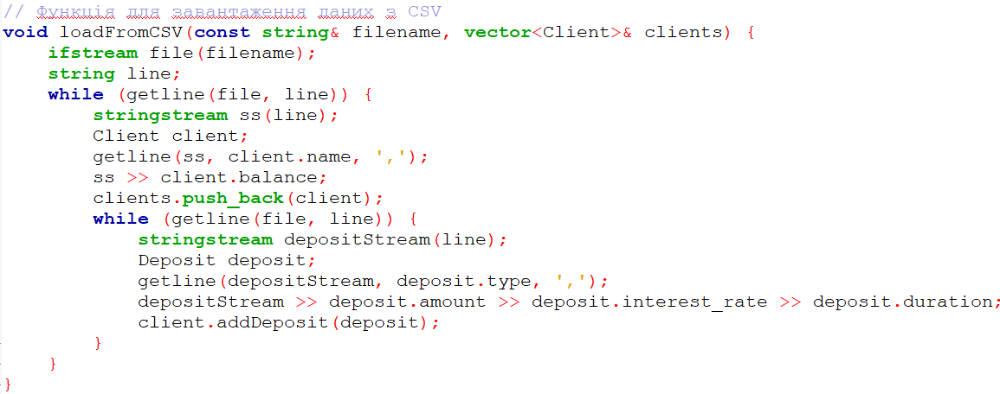 // Функція для завантаження даних з CSV
void loadFromCSV(const string& filename, vector<Client>& clients) {
    ifstream file(filename);
    string line;
    while (getline(file, line)) {
        stringstream ss(line);
        Client client;
        getline(ss, client.name, ',');
        ss >> client.balance;
        clients.push_back(client);
        while (getline(file, line)) {
            stringstream depositStream(line);
            Deposit deposit;
            getline(depositStream, deposit.type, ',');
            depositStream >> deposit.amount >> deposit.interest_rate >> deposit.duration;
            client.addDeposit(deposit);
        }
    }
}